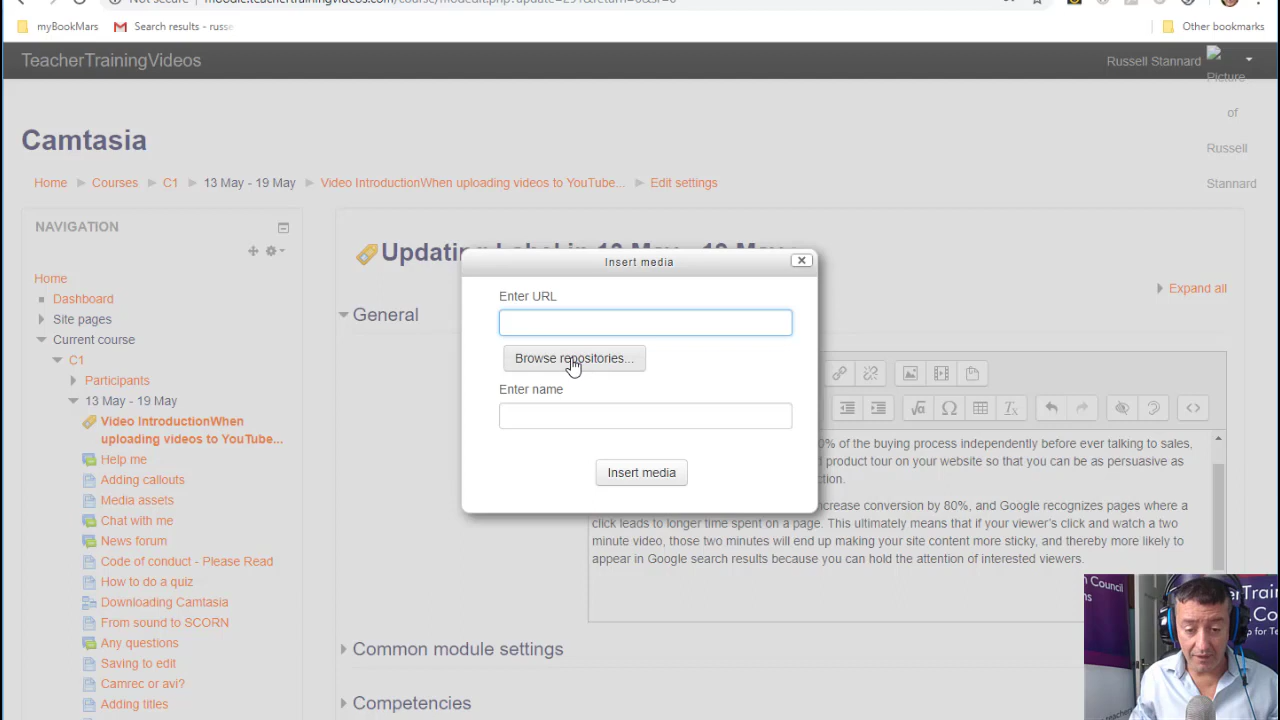 myBookMars
Search results - russe
Other bookmarks
TeacherTrainingVideos
Russell Stannard
Picture
of
Russell
Stannard
Camtasia
Home
Courses
C1
13 May - 19 May
Video IntroductionWhen uploading videos to YouTube...
Edit settings
NAVIGATION
Home
Dashboard
Site pages
Current course
C1
Participants
13 May - 19 May
Video IntroductionWhen
uploading videos to YouTube...
Help me
Adding callouts
Media assets
Chat with me
News forum
Code of conduct - Please Read
How to do a quiz
Downloading Camtasia
From sound to SCORN
Any questions
Saving to edit
Camrec or avi?
Adding titles
Updating Label in 13 May - 19 May
Expand all
General
Insert media
Enter URL
Browse repositories...
Enter name
Insert media
0% of the buying process independently before ever talking to sales,
product tour on your website so that you can be as persuasive as
ction.
crease conversion by 80%, and Google recognizes pages where a
click leads to longer time spent on a page. This ultimately means that if your viewer's click and watch a two
minute video, those two minutes will end up making your site content more sticky, and thereby more likely to
appear in Google search results because you can hold the attention of interested viewers.
Common module settings
Competencies
Council